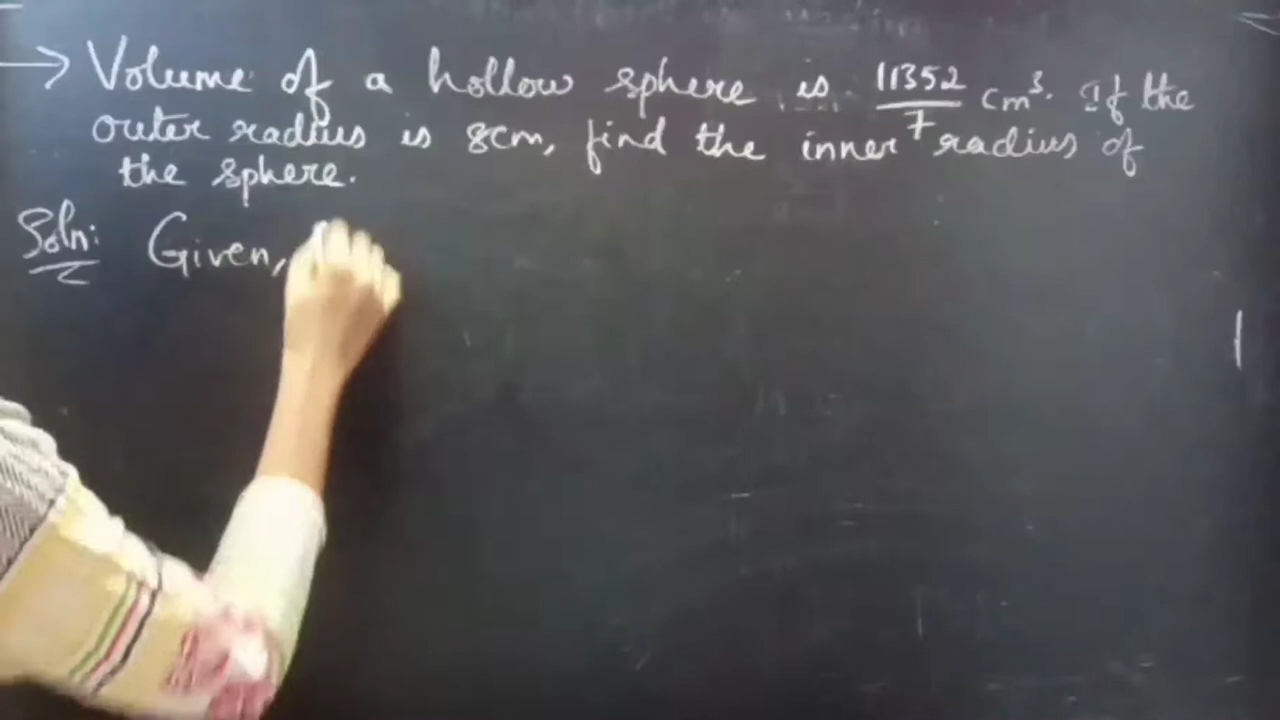 → Volume of a hollow sphere is 11352/7 cm³. If the
outer radius is 8cm, find the inner radius of
the sphere.
Soln: Given,